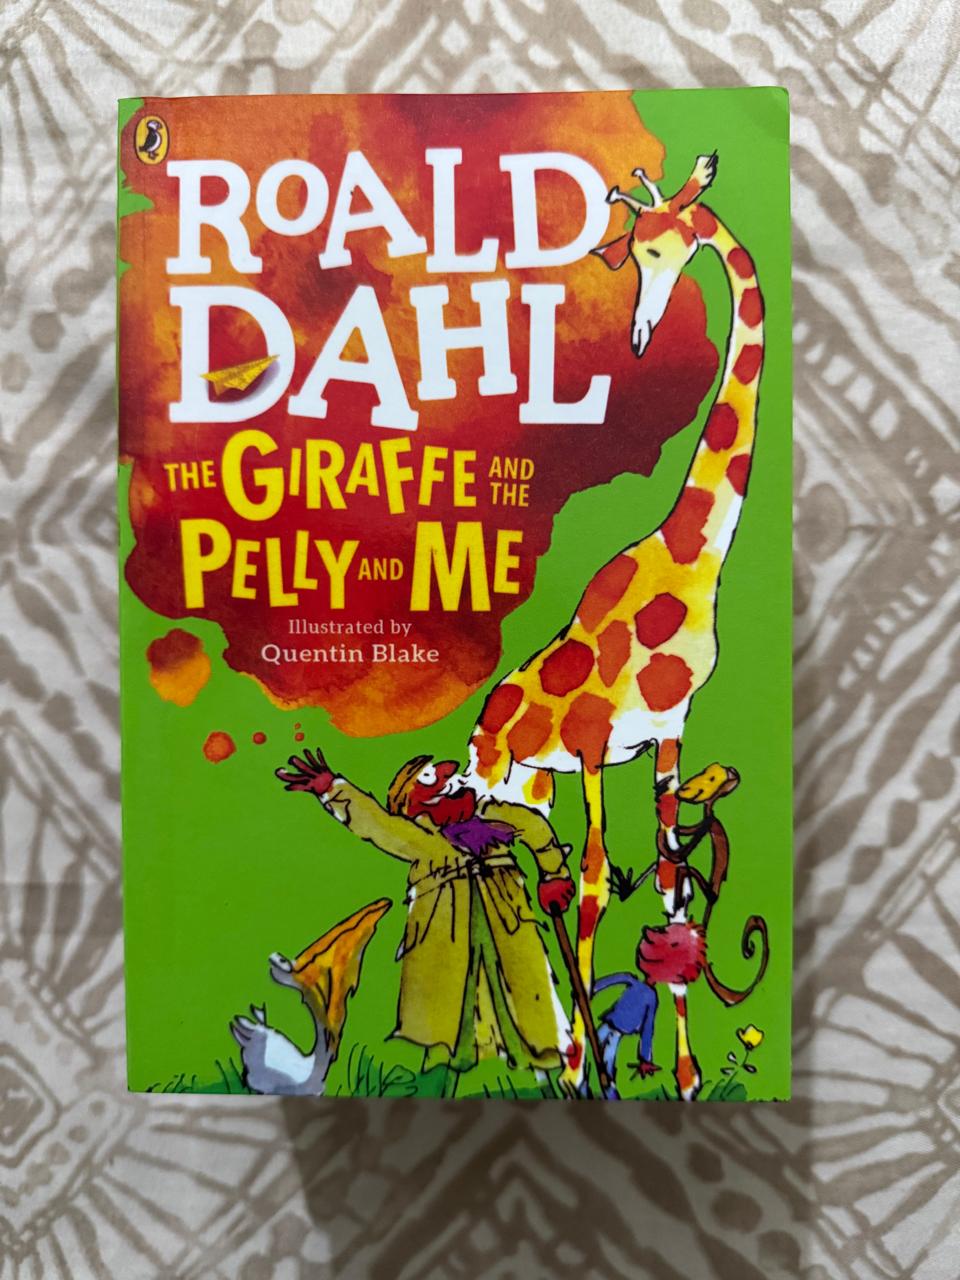 ROALD
DAHL
THE GIRAFFE AND THE
PELLY AND ME
Illustrated by
Quentin Blake